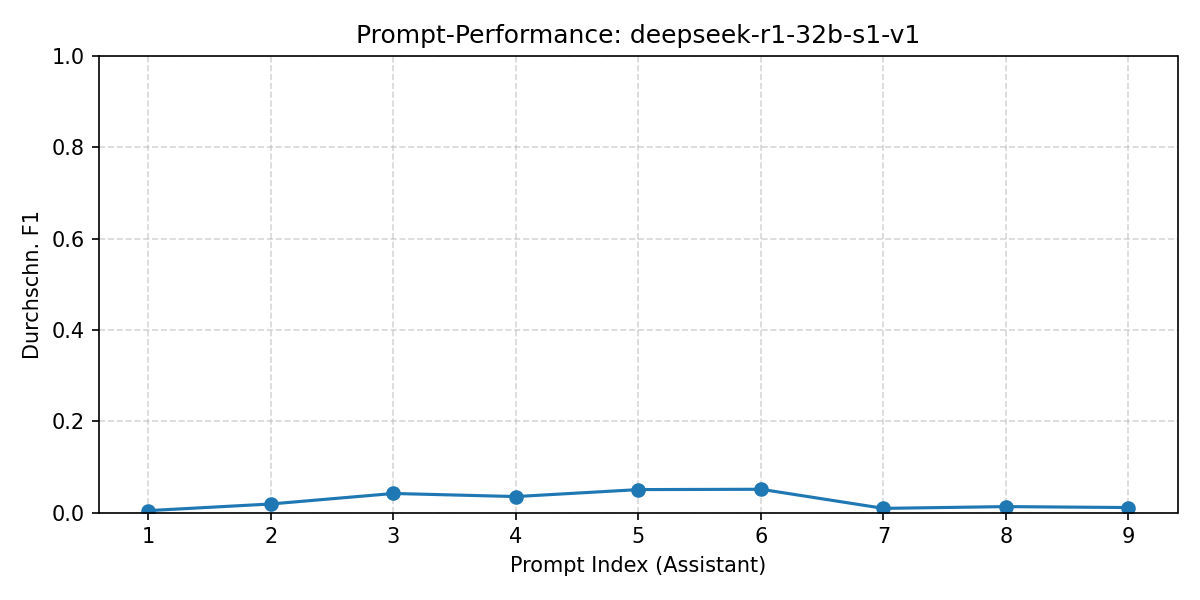 Prompt-Performance: deepseek-r1-32b-s1-v1
1.0
0.8
0.6
0.4
0.2
0.0
Durchschn. F1
1 2 3 4 5 6 7 8 9
Prompt Index (Assistant)